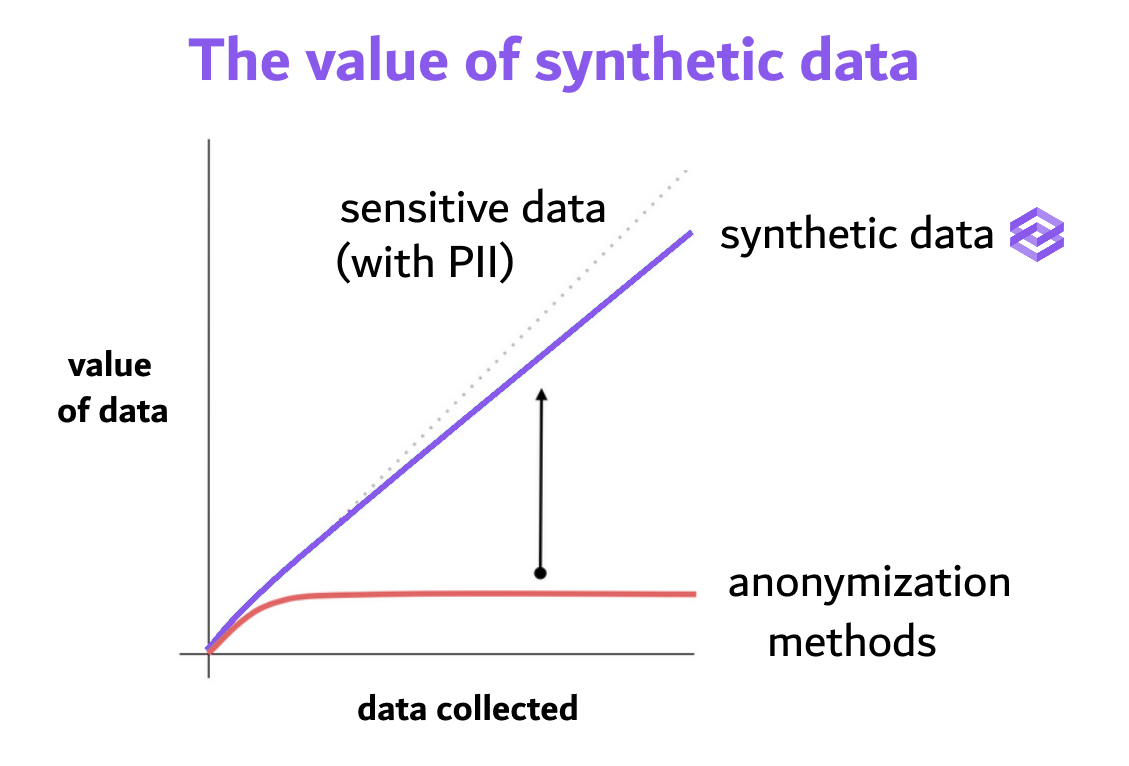 The value of synthetic data
sensitive data
(with PII)
synthetic data
value
of data
anonymization
methods
data collected